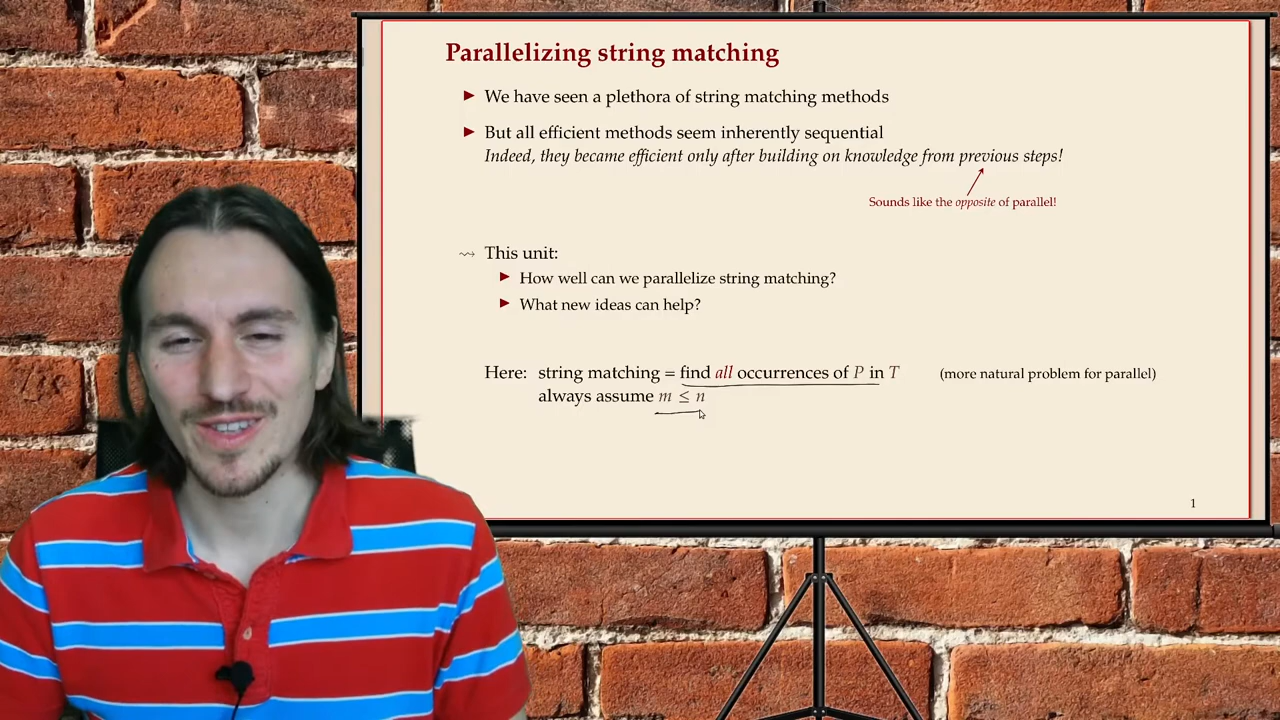 Parallelizing string matching
► We have seen a plethora of string matching methods
► But all efficient methods seem inherently sequential
Indeed, they became efficient only after building on knowledge from previous steps!
Sounds like the opposite of parallel!
⇝ This unit:
► How well can we parallelize string matching?
► What new ideas can help?
Here: string matching = find all occurrences of P in T (more natural problem for parallel)
always assume m ≤ n
1